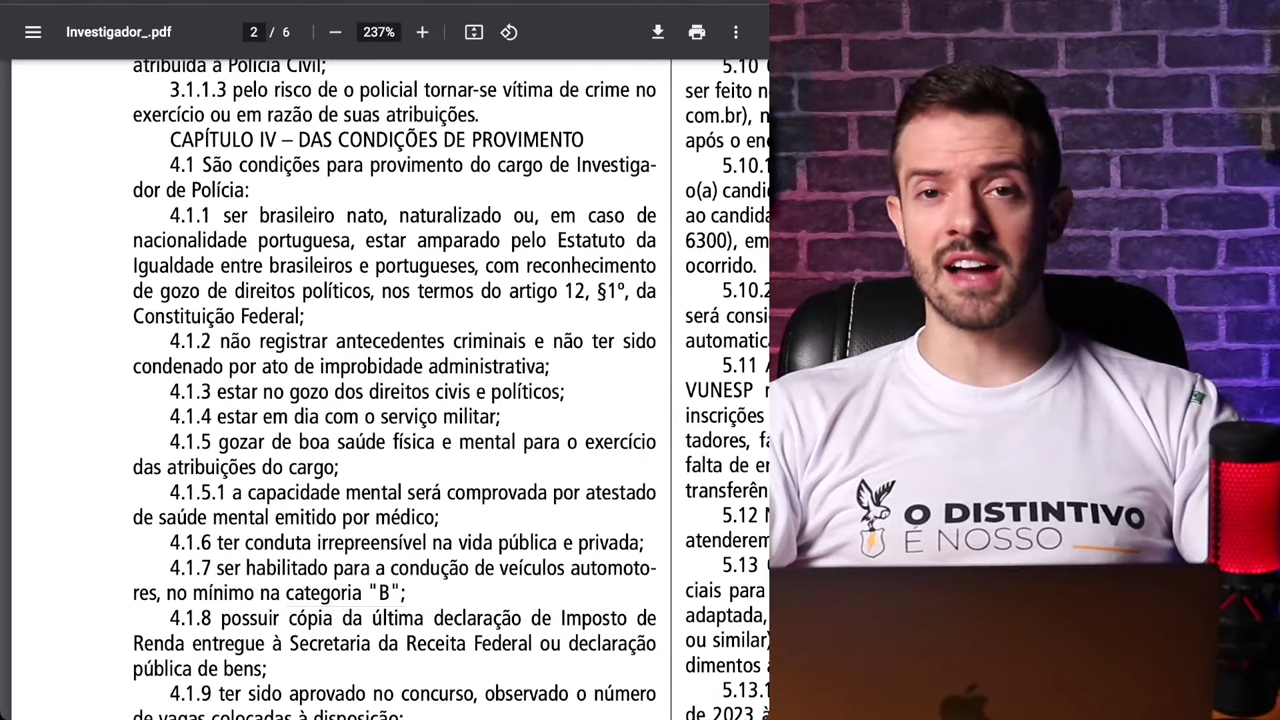 Investigador_.pdf
2 / 6
237%
atribuída à Polícia Civil;
3.1.1.3 pelo risco de o policial tornar-se vítima de crime no
exercício ou em razão de suas atribuições.
CAPÍTULO IV – DAS CONDIÇÕES DE PROVIMENTO
4.1 São condições para provimento do cargo de Investiga-
dor de Polícia:
4.1.1 ser brasileiro nato, naturalizado ou, em caso de
nacionalidade portuguesa, estar amparado pelo Estatuto da
Igualdade entre brasileiros e portugueses, com reconhecimento
de gozo de direitos políticos, nos termos do artigo 12, §1º, da
Constituição Federal;
4.1.2 não registrar antecedentes criminais e não ter sido
condenado por ato de improbidade administrativa;
4.1.3 estar no gozo dos direitos civis e políticos;
4.1.4 estar em dia com o serviço militar;
4.1.5 gozar de boa saúde física e mental para o exercício
das atribuições do cargo;
4.1.5.1 a capacidade mental será comprovada por atestado
de saúde mental emitido por médico;
4.1.6 ter conduta irrepreensível na vida pública e privada;
4.1.7 ser habilitado para a condução de veículos automoto-
res, no mínimo na categoria "B";
4.1.8 possuir cópia da última declaração de Imposto de
Renda entregue à Secretaria da Receita Federal ou declaração
pública de bens;
4.1.9 ter sido aprovado no concurso, observado o número
de vagas colocadas à disposição;
5.10
ser feito
com.br),
após o
5.10.1
o(a)
ao
6300), em
ocorrido.
5.10.2
será
5.11
VUNESP
inscrições
falta de
5.12
5.13
ciais para
adaptada,
ou similar)
5.13.1
de 2023 à
O DISTINTIVO
É NOSSO